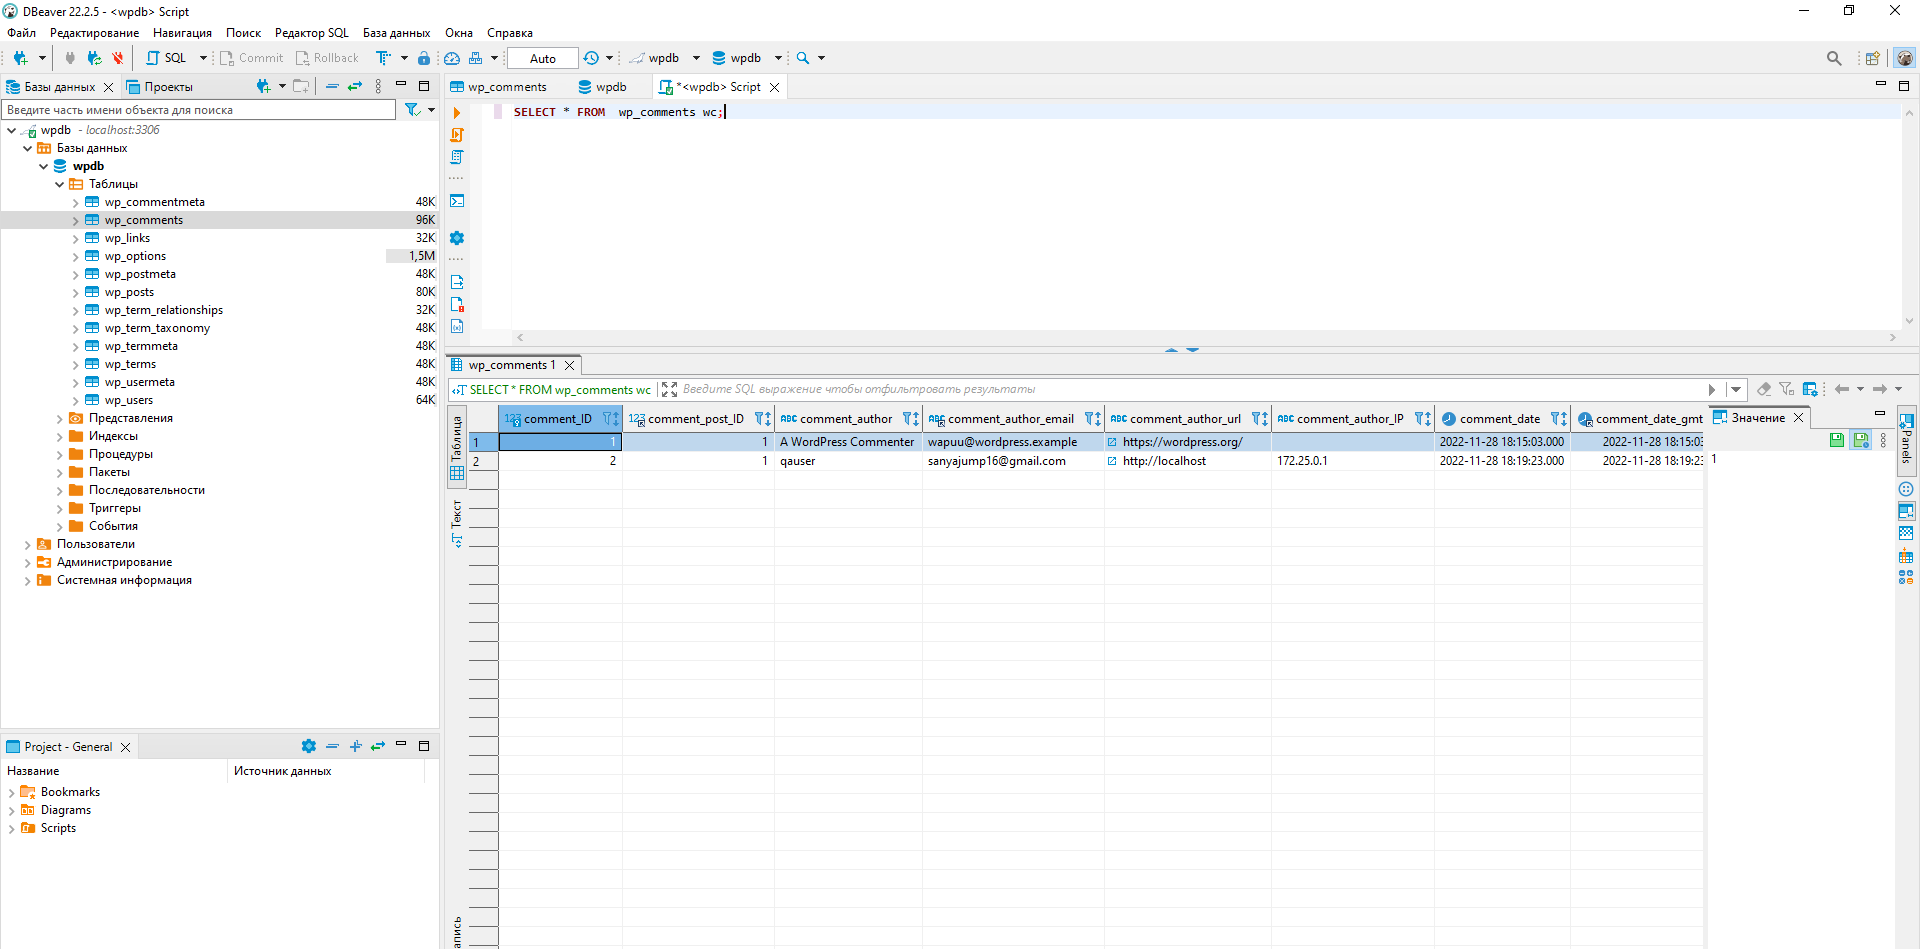 DBeaver 22.2.5 - <wpdb> Script
Файл Редактирование Навигация Поиск Редактор SQL База данных Окна Справка
SQL Commit Rollback Auto wpdb wpdb
Базы данных Проекты
Введите часть имени объекта для поиска
wpdb - localhost:3306
Базы данных
wpdb
Таблицы
wp_commentmeta 48K
wp_comments 96K
wp_links 32K
wp_options 1,5M
wp_postmeta 48K
wp_posts 80K
wp_term_relationships 32K
wp_term_taxonomy 48K
wp_termmeta 48K
wp_terms 48K
wp_usermeta 48K
wp_users 64K
Представления
Индексы
Процедуры
Пакеты
Последовательности
Триггеры
События
Пользователи
Администрирование
Системная информация
Project - General
Название Источник данных
Bookmarks
Diagrams
Scripts
wp_comments wpdb *<wpdb> Script
SELECT * FROM  wp_comments wc;
wp_comments 1
SELECT * FROM wp_comments wc Введите SQL выражение чтобы отфильтровать результаты
Таблица
Текст
123 comment_ID 123 comment_post_ID ABC comment_author ABC comment_author_email ABC comment_author_url ABC comment_author_IP comment_date comment_date_gmt
1 1 1 A WordPress Commenter wapuu@wordpress.example https://wordpress.org/ 2022-11-28 18:15:03.000 2022-11-28 18:15:03
2 2 1 qauser sanyajump16@gmail.com http://localhost 172.25.0.1 2022-11-28 18:19:23.000 2022-11-28 18:19:23
Значение
1
Panels